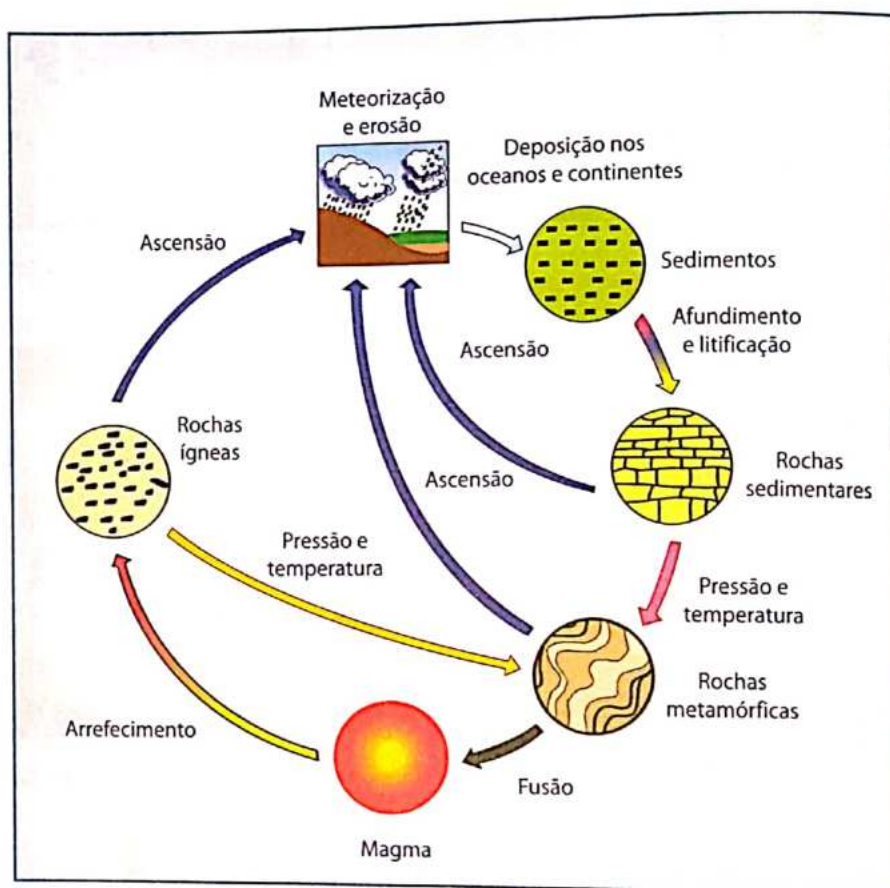 Meteorização
e erosão
Deposição nos
oceanos e continentes
Ascensão
Sedimentos
Afundimento
e litificação
Ascensão
Rochas
ígneas
Ascensão
Rochas
sedimentares
Pressão e
temperatura
Pressão e
temperatura
Rochas
metamórficas
Arrefecimento
Fusão
Magma